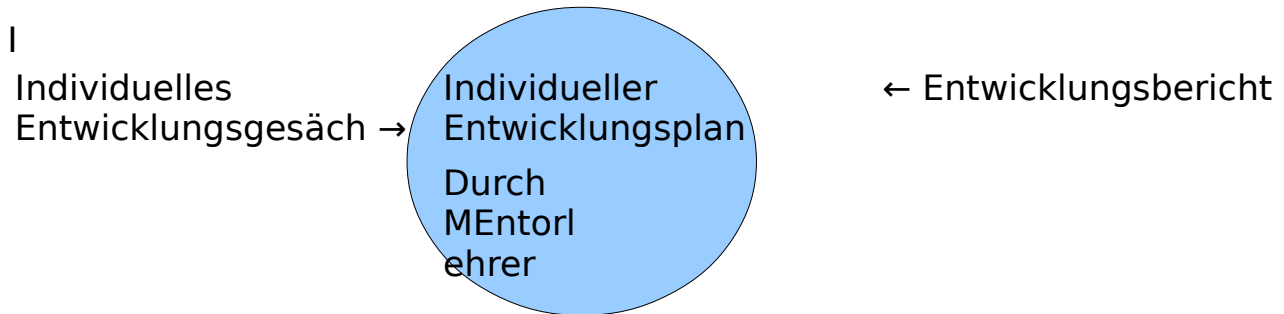 I
Individuelles
Entwicklungsgesäch →
Individueller
Entwicklungsplan
Durch
MEntorl
ehrer
← Entwicklungsbericht